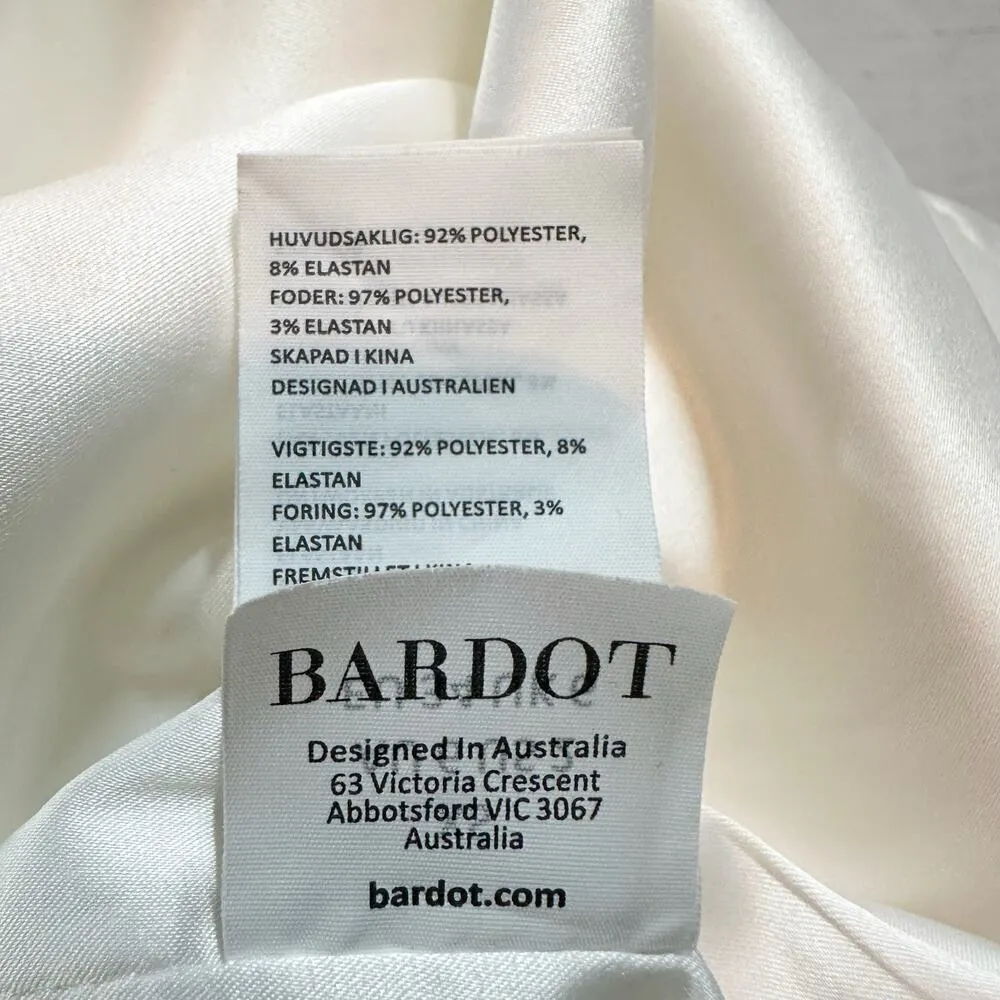 HUVUDSAKLIG: 92% POLYESTER,
8% ELASTAN
FODER: 97% POLYESTER,
3% ELASTAN
SKAPAD I KINA
DESIGNAD I AUSTRALIEN
VIGTIGSTE: 92% POLYESTER, 8%
ELASTAN
FORING: 97% POLYESTER, 3%
ELASTAN
BARDOT
Designed In Australia
63 Victoria Crescent
Abbotsford VIC 3067
Australia
bardot.com